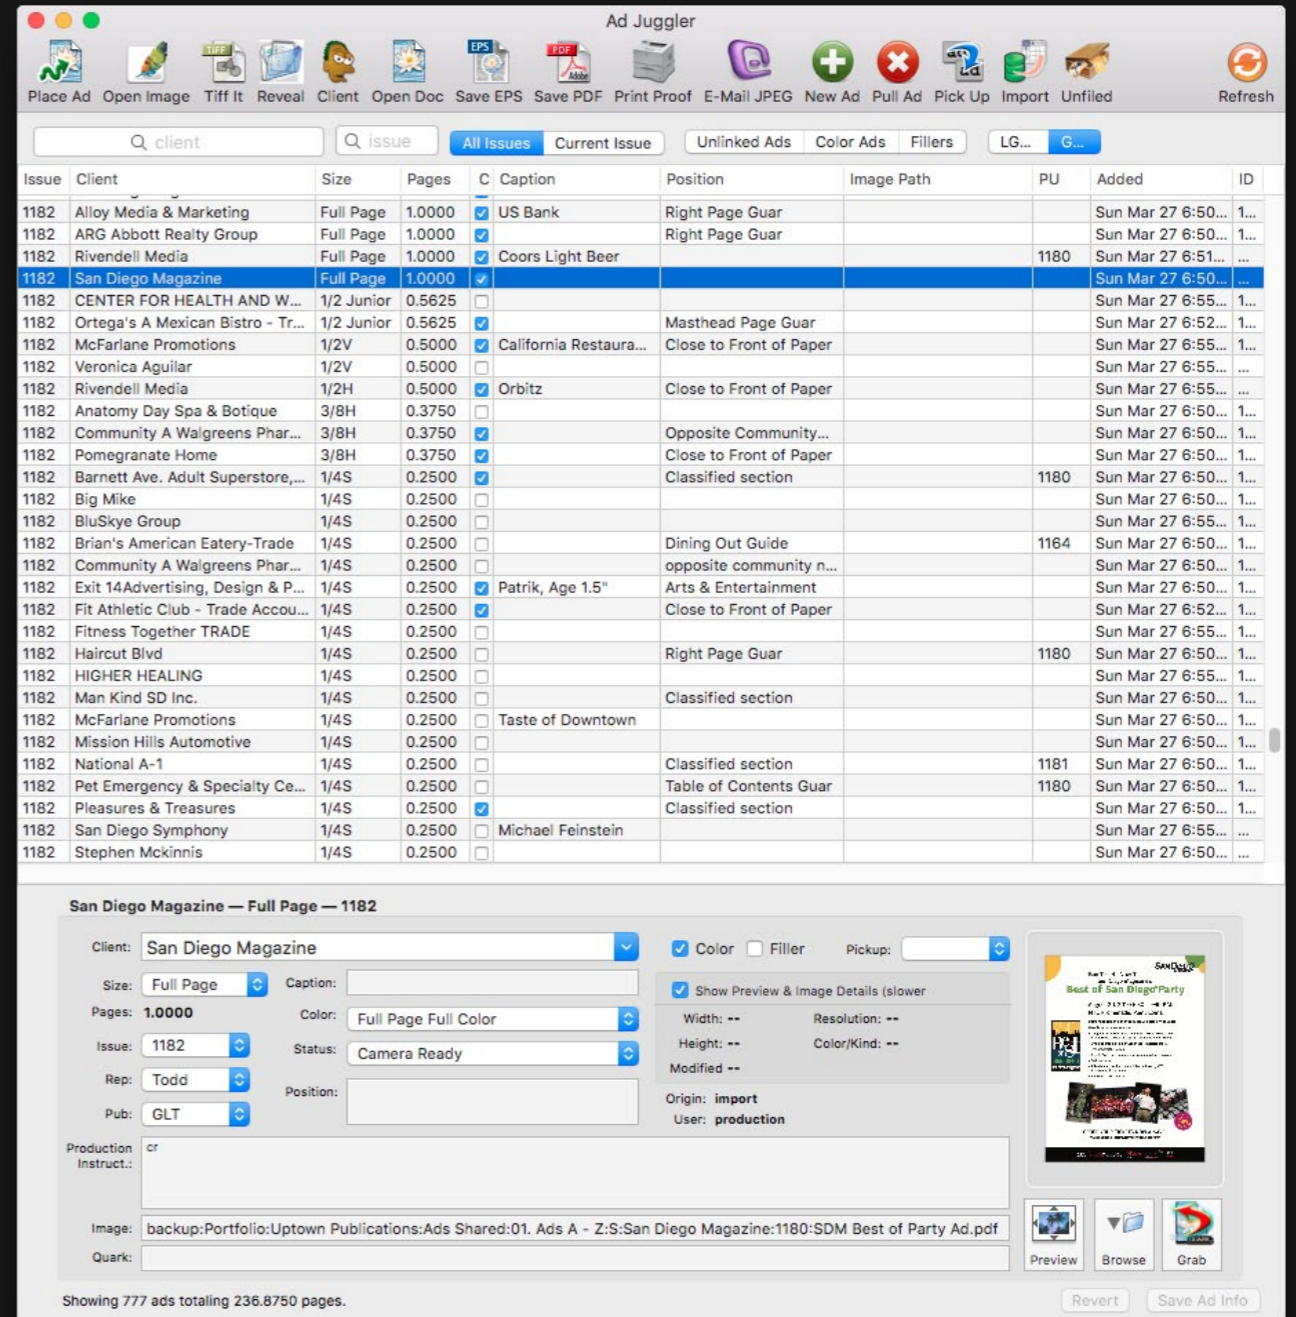 Ad Juggler
Place Ad Open Image Tiff It Reveal Client Open Doc Save EPS Save PDF Print Proof E-Mail JPEG New Ad Pull Ad Pick Up Import Unfiled Refresh
client issue All Issues Current Issue Unlinked Ads Color Ads Fillers LG... G...
Issue Client Size Pages C Caption Position Image Path PU Added ID
1182 Alloy Media & Marketing Full Page 1.0000 US Bank Right Page Guar Sun Mar 27 6:50... 1...
1182 ARG Abbott Realty Group Full Page 1.0000 Right Page Guar Sun Mar 27 6:50... 1...
1182 Rivendell Media Full Page 1.0000 Coors Light Beer 1180 Sun Mar 27 6:51... ...
1182 San Diego Magazine Full Page 1.0000 Sun Mar 27 6:50... ...
1182 CENTER FOR HEALTH AND W... 1/2 Junior 0.5625 Sun Mar 27 6:55... 1...
1182 Ortega's A Mexican Bistro - Tr... 1/2 Junior 0.5625 Masthead Page Guar Sun Mar 27 6:52... 1...
1182 McFarlane Promotions 1/2V 0.5000 California Restaura... Close to Front of Paper Sun Mar 27 6:55... 1...
1182 Veronica Aguilar 1/2V 0.5000 Sun Mar 27 6:55... ...
1182 Rivendell Media 1/2H 0.5000 Orbitz Close to Front of Paper Sun Mar 27 6:55... ...
1182 Anatomy Day Spa & Botique 3/8H 0.3750 Sun Mar 27 6:50... 1...
1182 Community A Walgreens Phar... 3/8H 0.3750 Opposite Community... Sun Mar 27 6:50... 1...
1182 Pomegranate Home 3/8H 0.3750 Close to Front of Paper Sun Mar 27 6:50... 1...
1182 Barnett Ave. Adult Superstore,... 1/4S 0.2500 Classified section 1180 Sun Mar 27 6:50... 1...
1182 Big Mike 1/4S 0.2500 Sun Mar 27 6:50... 1...
1182 BluSkye Group 1/4S 0.2500 Sun Mar 27 6:55... 1...
1182 Brian's American Eatery-Trade 1/4S 0.2500 Dining Out Guide 1164 Sun Mar 27 6:50... 1...
1182 Community A Walgreens Phar... 1/4S 0.2500 opposite community n... Sun Mar 27 6:50... 1...
1182 Exit 14Advertising, Design & P... 1/4S 0.2500 Patrik, Age 1.5" Arts & Entertainment Sun Mar 27 6:50... 1...
1182 Fit Athletic Club - Trade Accou... 1/4S 0.2500 Close to Front of Paper Sun Mar 27 6:52... 1...
1182 Fitness Together TRADE 1/4S 0.2500 Sun Mar 27 6:55... 1...
1182 Haircut Blvd 1/4S 0.2500 Right Page Guar 1180 Sun Mar 27 6:50... 1...
1182 HIGHER HEALING 1/4S 0.2500 Sun Mar 27 6:55... 1...
1182 Man Kind SD Inc. 1/4S 0.2500 Classified section Sun Mar 27 6:50... 1...
1182 McFarlane Promotions 1/4S 0.2500 Taste of Downtown Sun Mar 27 6:50... 1...
1182 Mission Hills Automotive 1/4S 0.2500 Sun Mar 27 6:50... 1...
1182 National A-1 1/4S 0.2500 Classified section 1181 Sun Mar 27 6:50... 1...
1182 Pet Emergency & Specialty Ce... 1/4S 0.2500 Table of Contents Guar 1180 Sun Mar 27 6:50... 1...
1182 Pleasures & Treasures 1/4S 0.2500 Classified section Sun Mar 27 6:50... 1...
1182 San Diego Symphony 1/4S 0.2500 Michael Feinstein Sun Mar 27 6:55... ...
1182 Stephen Mckinnis 1/4S 0.2500 Sun Mar 27 6:50... ...
San Diego Magazine — Full Page — 1182
Client: San Diego Magazine Color Filler Pickup:
Size: Full Page Caption: Show Preview & Image Details (slower
Pages: 1.0000 Color: Full Page Full Color Width: -- Resolution: --
Issue: 1182 Status: Camera Ready Height: -- Color/Kind: --
Modified --
Rep: Todd Position: Origin: import
Pub: GLT User: production
Best of San Diego Party
Production Instruct.: cr
Image: backup:Portfolio:Uptown Publications:Ads Shared:01. Ads A - Z:S:San Diego Magazine:1180:SDM Best of Party Ad.pdf
Quark: Preview Browse Grab
Showing 777 ads totaling 236.8750 pages. Revert Save Ad Info